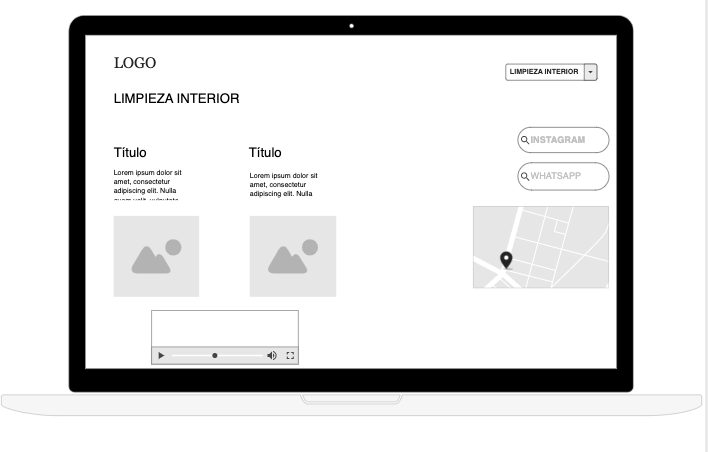 LOGO
LIMPIEZA INTERIOR
LIMPIEZA INTERIOR
INSTAGRAM
WHATSAPP
Título
Lorem ipsum dolor sit
amet, consectetur
adipiscing elit. Nulla
Título
Lorem ipsum dolor sit
amet, consectetur
adipiscing elit. Nulla